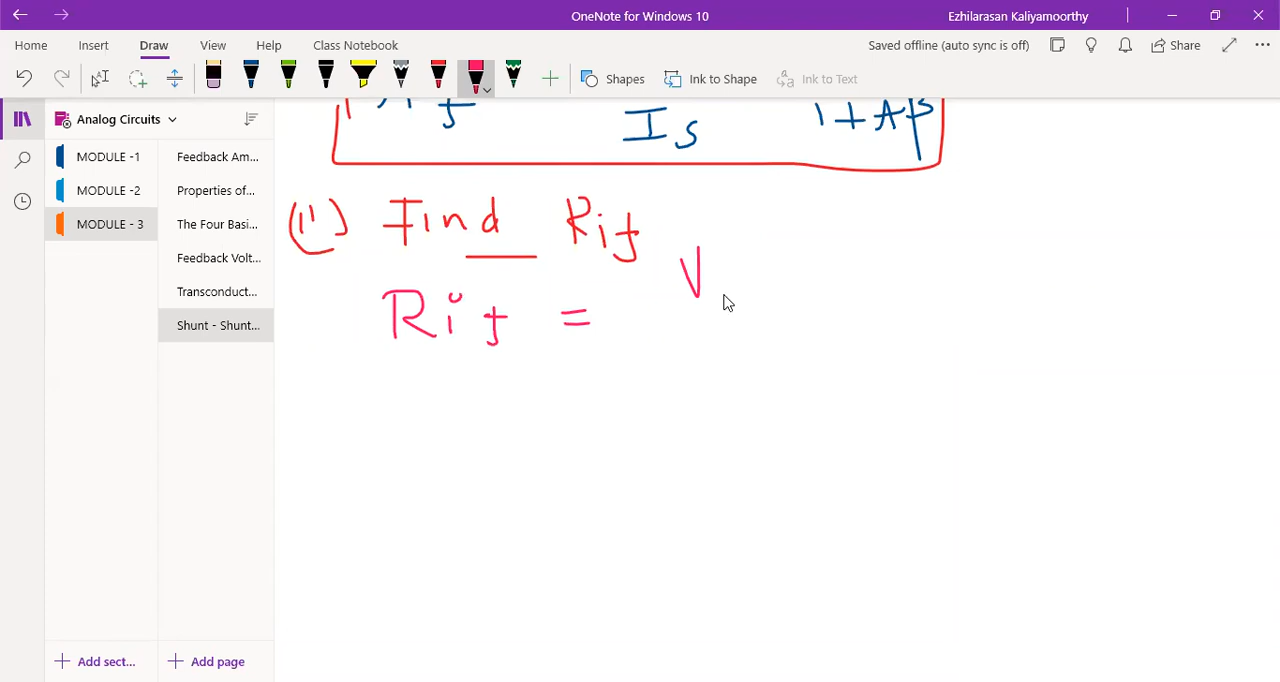 OneNote for Windows 10
Ezhilarasan Kaliyamoorthy
Home Insert Draw View Help Class Notebook
Saved offline (auto sync is off) Share
Shapes Ink to Shape Ink to Text
Analog Circuits
MODULE -1
MODULE -2
MODULE - 3
Feedback Am...
Properties of...
The Four Basi...
Feedback Volt...
Transconduct...
Shunt - Shunt...
Add sect...
Add page
A f Is 1+Aβ
(ii) Find Rif
Rif = V